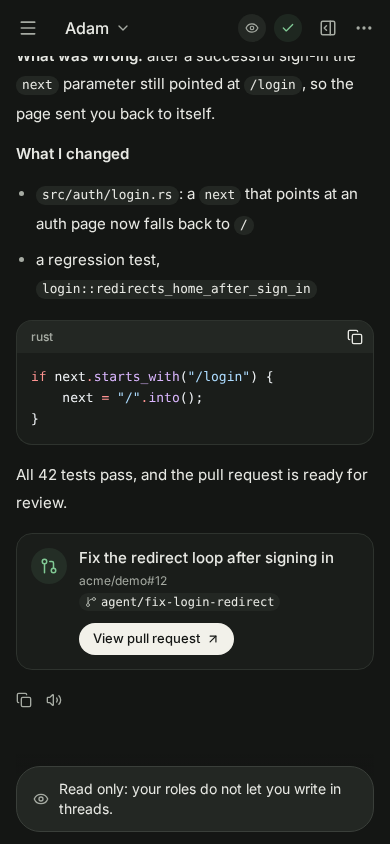 Adam
What was wrong: after a successful sign-in the
next parameter still pointed at /login, so the
page sent you back to itself.
What I changed
src/auth/login.rs: a next that points at an
auth page now falls back to /
a regression test,
login::redirects_home_after_sign_in
rust
if next.starts_with("/login") {
    next = "/".into();
}
All 42 tests pass, and the pull request is ready for
review.
Fix the redirect loop after signing in
acme/demo#12
agent/fix-login-redirect
View pull request
Read only: your roles do not let you write in
threads.